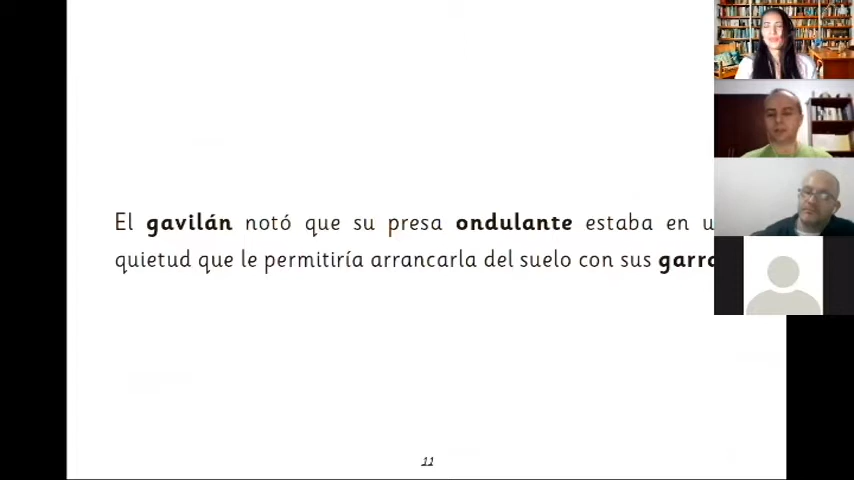 El gavilán notó que su presa ondulante estaba en
quietud que le permitiría arrancarla del suelo con sus
11